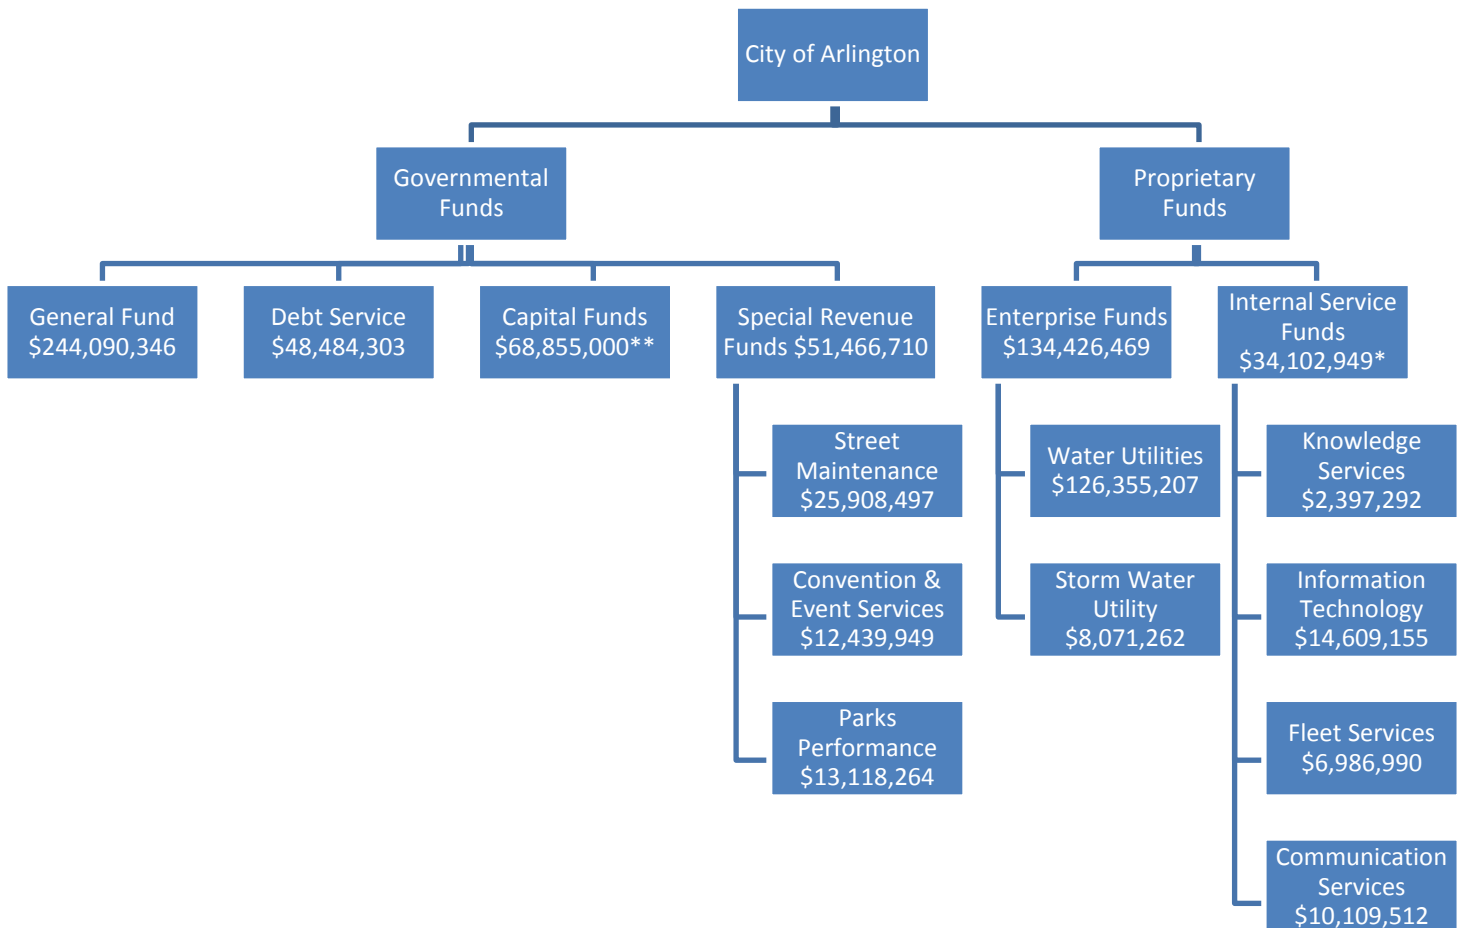 City of Arlington
Governmental
Funds
Proprietary
Funds
General Fund
$244,090,346
Debt Service
$48,484,303
Capital Funds
$68,855,000**
Special Revenue
Funds $51,466,710
Enterprise Funds
$134,426,469
Internal Service
Funds
$34,102,949*
Street
Maintenance
$25,908,497
Convention &
Event Services
$12,439,949
Parks
Performance
$13,118,264
Water Utilities
$126,355,207
Storm Water
Utility
$8,071,262
Knowledge
Services
$2,397,292
Information
Technology
$14,609,155
Fleet Services
$6,986,990
Communication
Services
$10,109,512